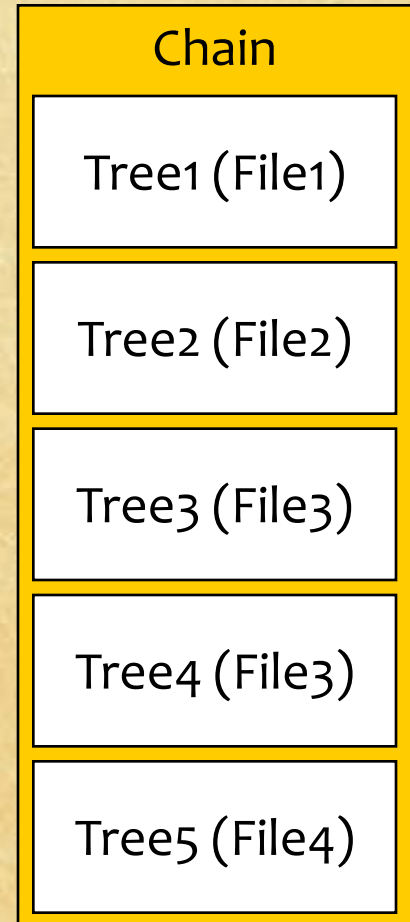 Chain
Tree1 (File1)
Tree2 (File2)
Tree3 (File3)
Tree4 (File3)
Tree5 (File4)